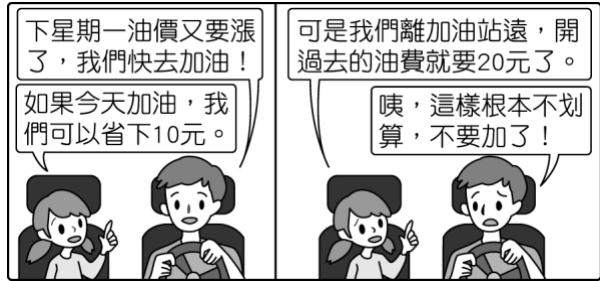 下星期一油價又要漲
了，我們快去加油！
如果今天加油，我
們可以省下10元。
可是我們離加油站遠，開
過去的油費就要20元了。
咦，這樣根本不划
算，不要加了！